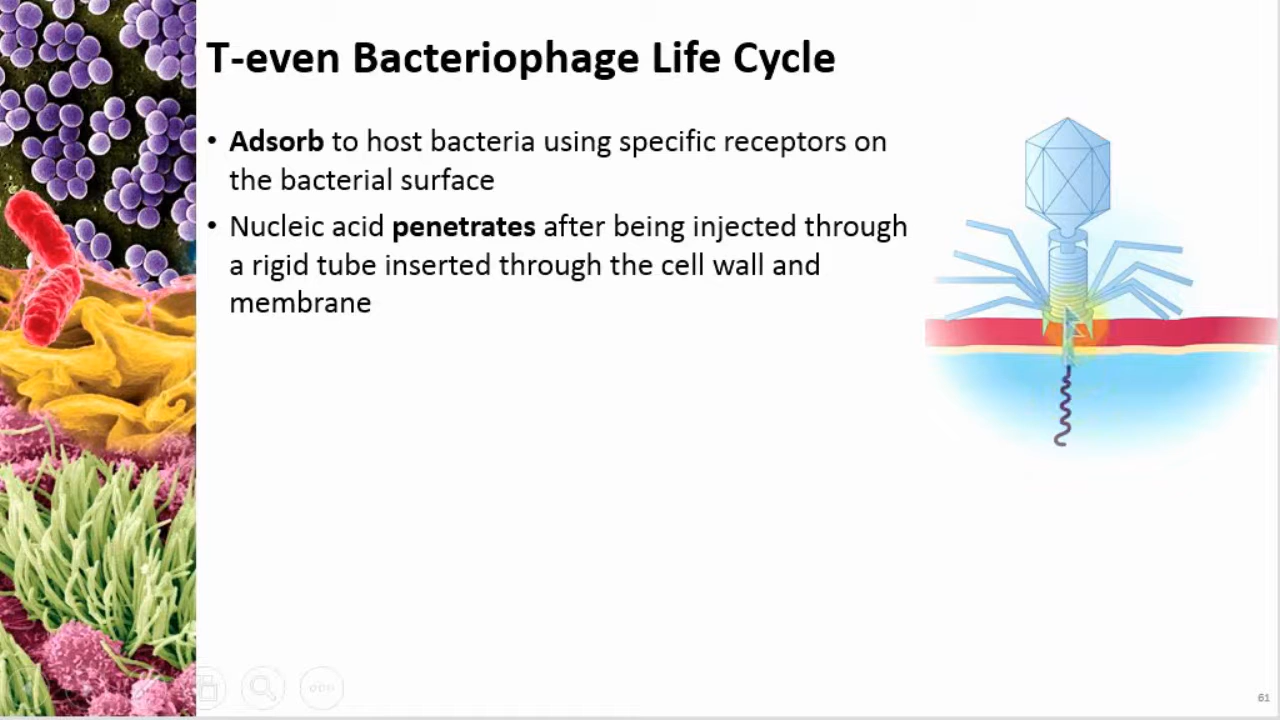 T-even Bacteriophage Life Cycle
• Adsorb to host bacteria using specific receptors on
the bacterial surface
• Nucleic acid penetrates after being injected through
a rigid tube inserted through the cell wall and
membrane
61